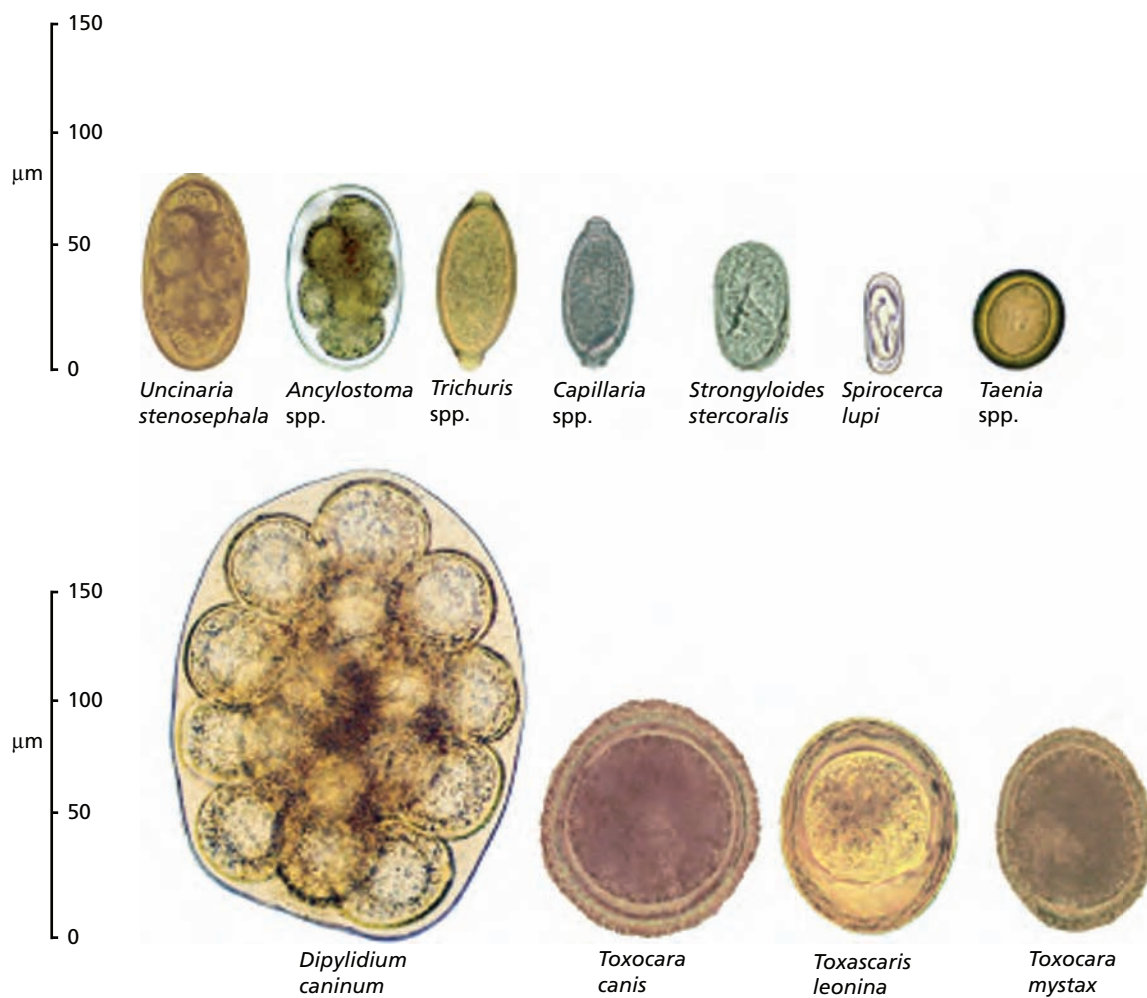 150
100
μm
50
0
Uncinaria
stenosephala
Ancylostoma
spp.
Trichuris
spp.
Capillaria
spp.
Strongyloides
stercoralis
Spirocerca
lupi
Taenia
spp.
150
100
μm
50
0
Dipylidium
caninum
Toxocara
canis
Toxascaris
leonina
Toxocara
mystax